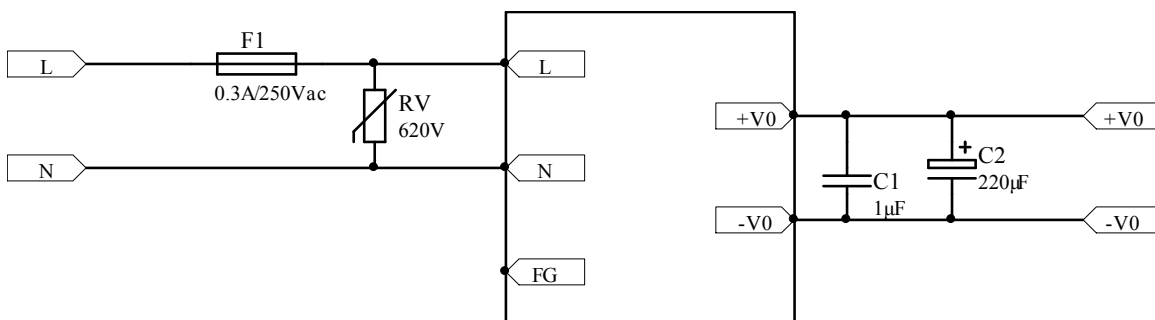 F1
L
L
0.3A/250Vac
RV
620V
+V0
+V0
N
N
C1
1µF
C2
220µF
-V0
-V0
FG